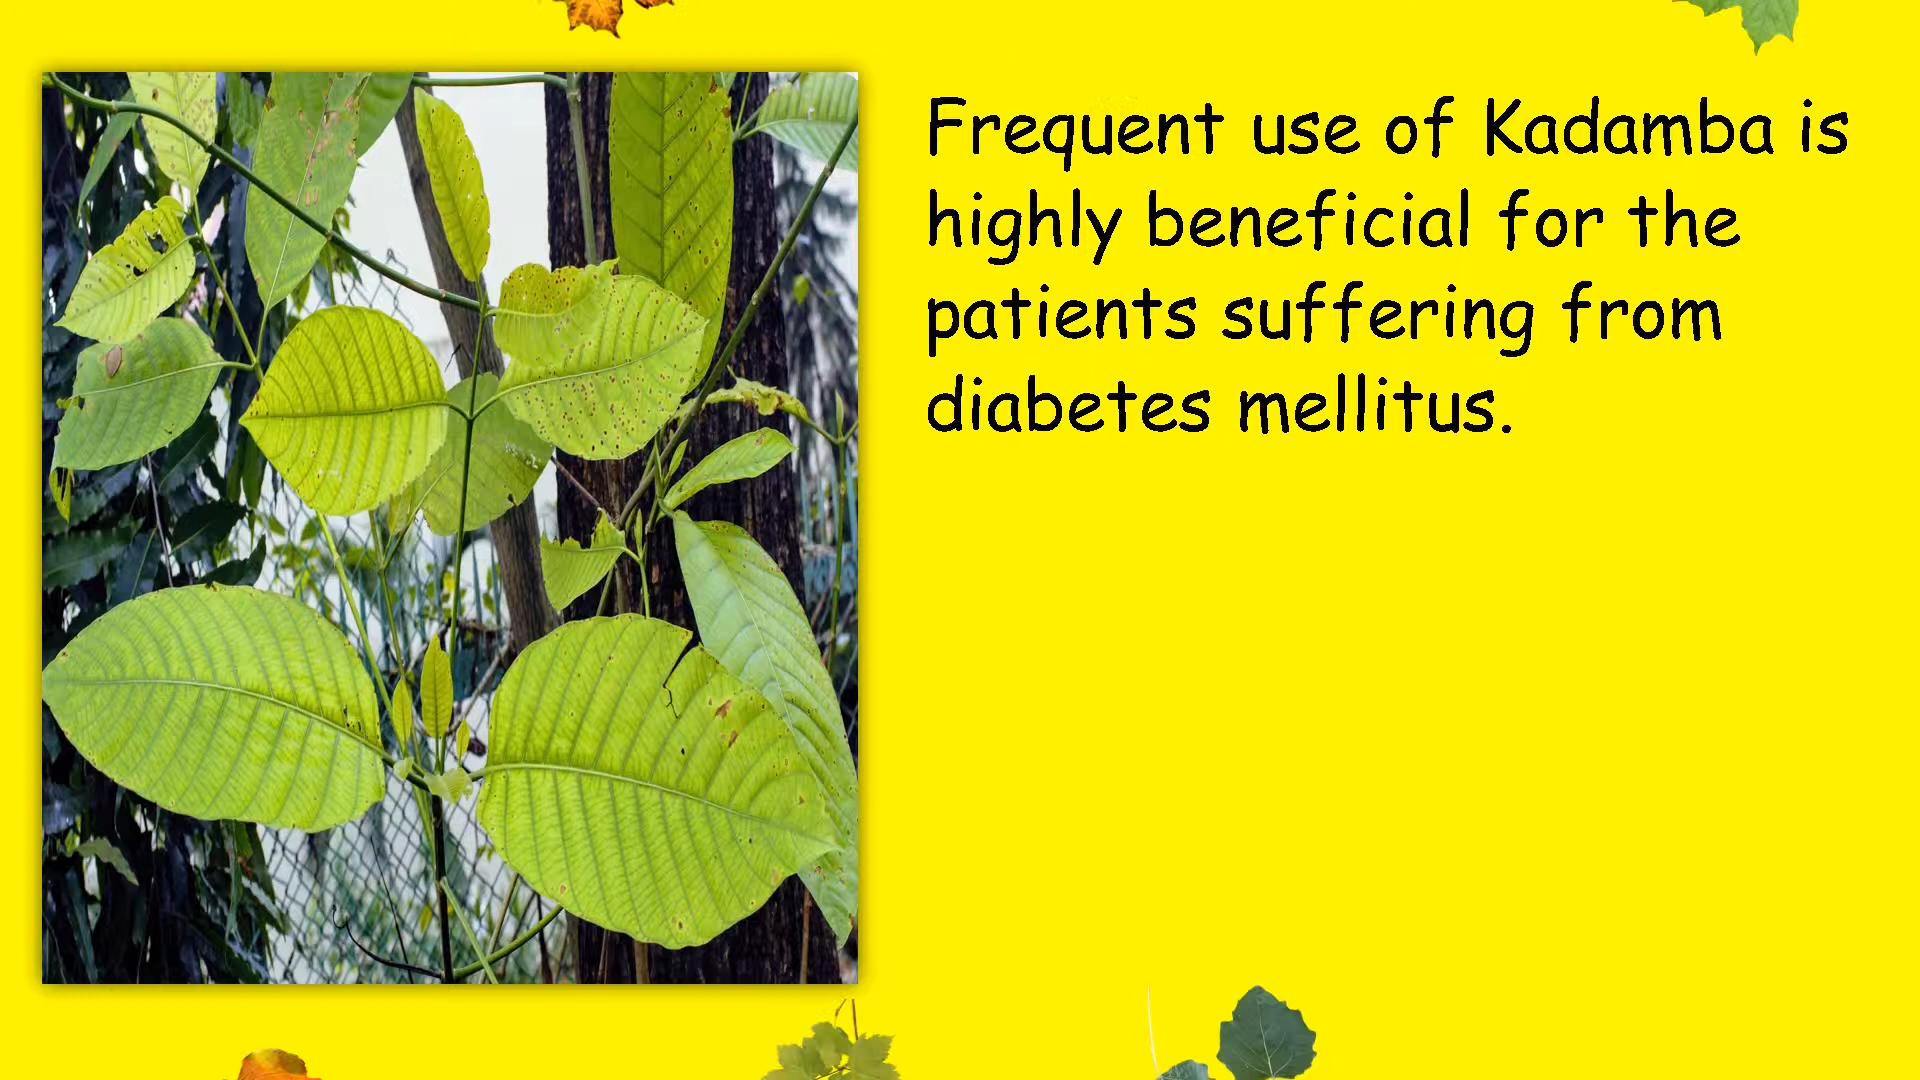 Frequent use of Kadamba is
highly beneficial for the
patients suffering from
diabetes mellitus.